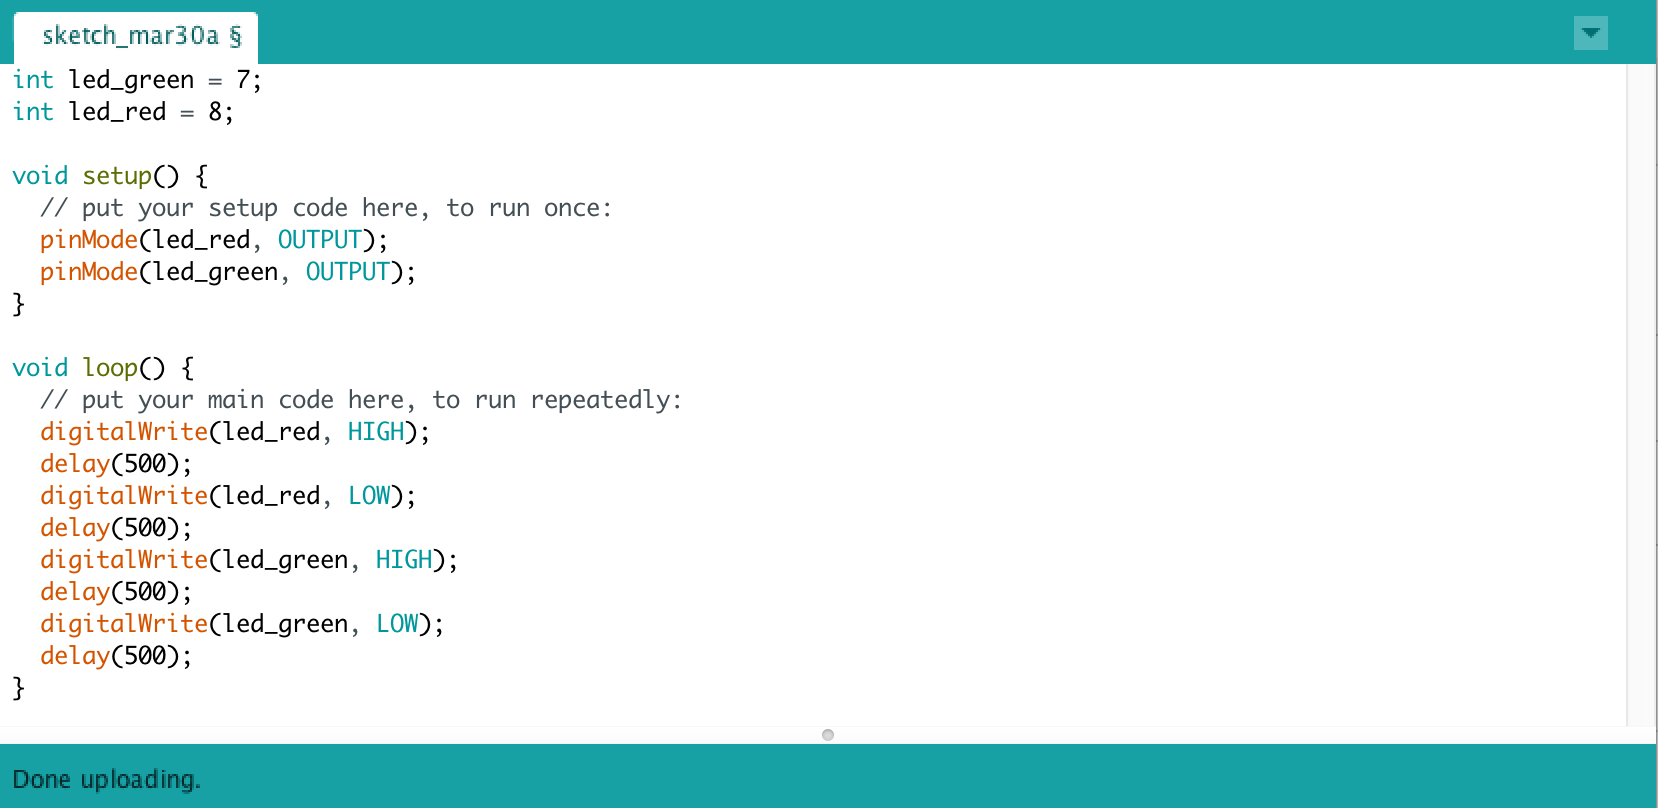 sketch_mar30a §
int led_green = 7;
int led_red = 8;

void setup() {
  // put your setup code here, to run once:
  pinMode(led_red, OUTPUT);
  pinMode(led_green, OUTPUT);
}

void loop() {
  // put your main code here, to run repeatedly:
  digitalWrite(led_red, HIGH);
  delay(500);
  digitalWrite(led_red, LOW);
  delay(500);
  digitalWrite(led_green, HIGH);
  delay(500);
  digitalWrite(led_green, LOW);
  delay(500);
}
Done uploading.